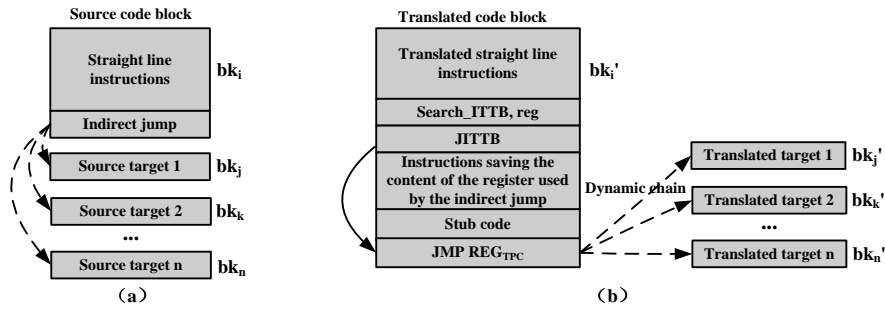 Source code block
Straight line
instructions
bkᵢ
Indirect jump
Source target 1
bkⱼ
Source target 2
bkₖ
...
Source target n
bkₙ
（a）
Translated code block
Translated straight line
instructions
bkᵢ'
Search_ITTB, reg
JITTB
Instructions saving the
content of the register used
by the indirect jump
Stub code
JMP REG_TPC
Dynamic chain
Translated target 1
bkⱼ'
Translated target 2
bkₖ'
...
Translated target n
bkₙ'
（b）